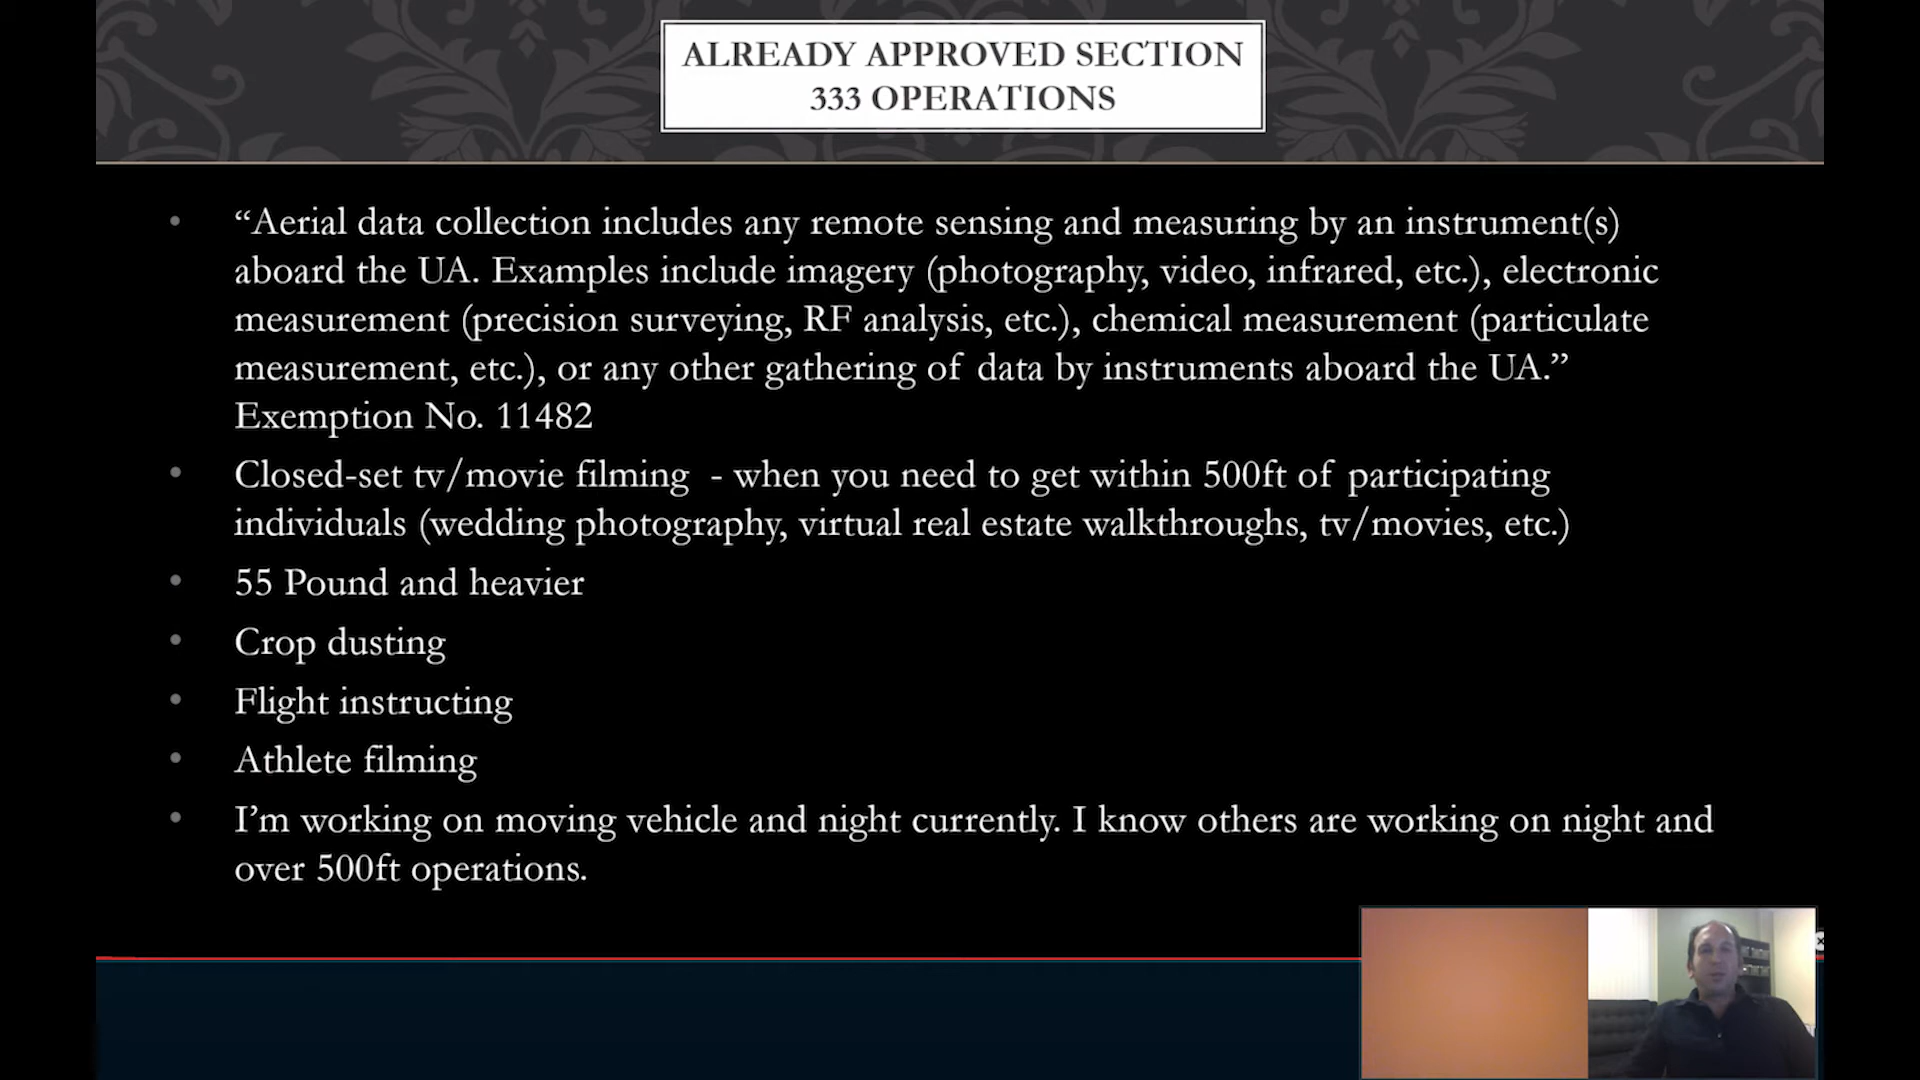 ALREADY APPROVED SECTION
333 OPERATIONS
• “Aerial data collection includes any remote sensing and measuring by an instrument(s)
aboard the UA. Examples include imagery (photography, video, infrared, etc.), electronic
measurement (precision surveying, RF analysis, etc.), chemical measurement (particulate
measurement, etc.), or any other gathering of data by instruments aboard the UA.”
Exemption No. 11482
• Closed-set tv/movie filming - when you need to get within 500ft of participating
individuals (wedding photography, virtual real estate walkthroughs, tv/movies, etc.)
• 55 Pound and heavier
• Crop dusting
• Flight instructing
• Athlete filming
• I’m working on moving vehicle and night currently. I know others are working on night and
over 500ft operations.